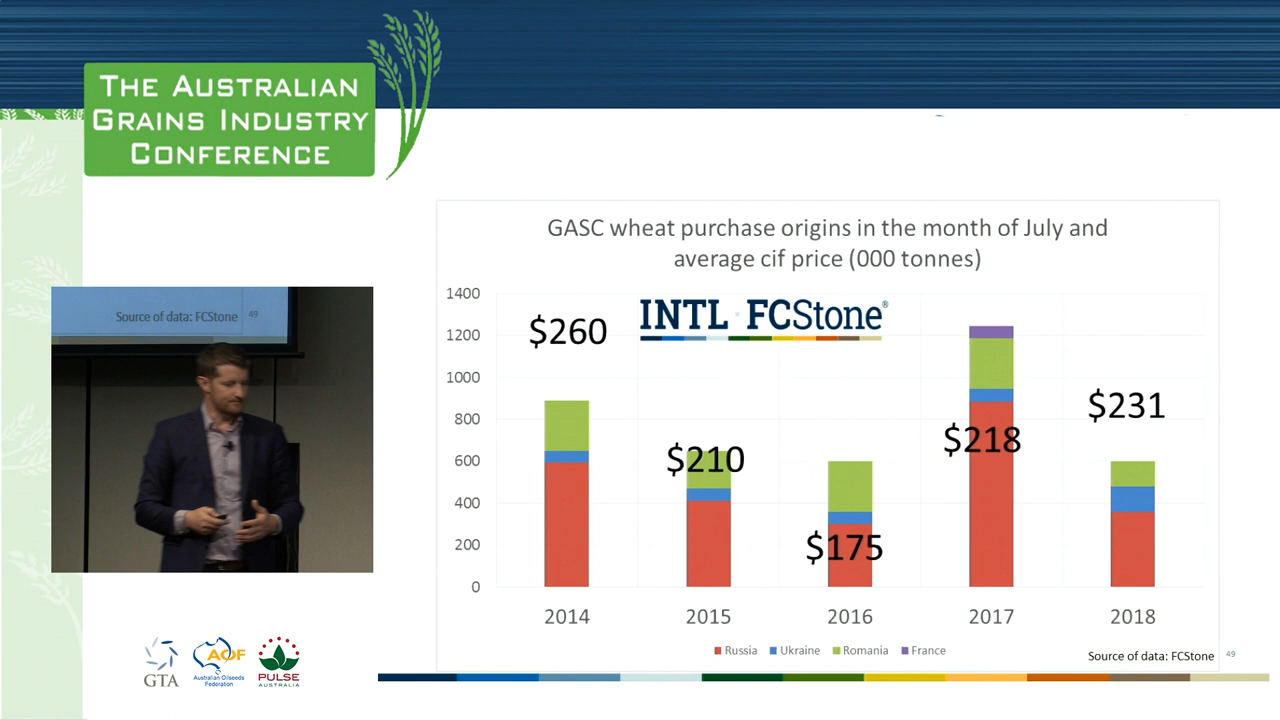 THE AUSTRALIAN
GRAINS INDUSTRY
CONFERENCE
GASC wheat purchase origins in the month of July and
average cif price (000 tonnes)
1400
1200
1000
800
600
400
200
0
INTL FCStone®
$260
$210
$175
$218
$231
2014 2015 2016 2017 2018
Russia Ukraine Romania France
Source of data: FCStone 49
Source of data: FCStone 49
GTA
AOF
Australian Oilseeds
Federation
PULSE
AUSTRALIA